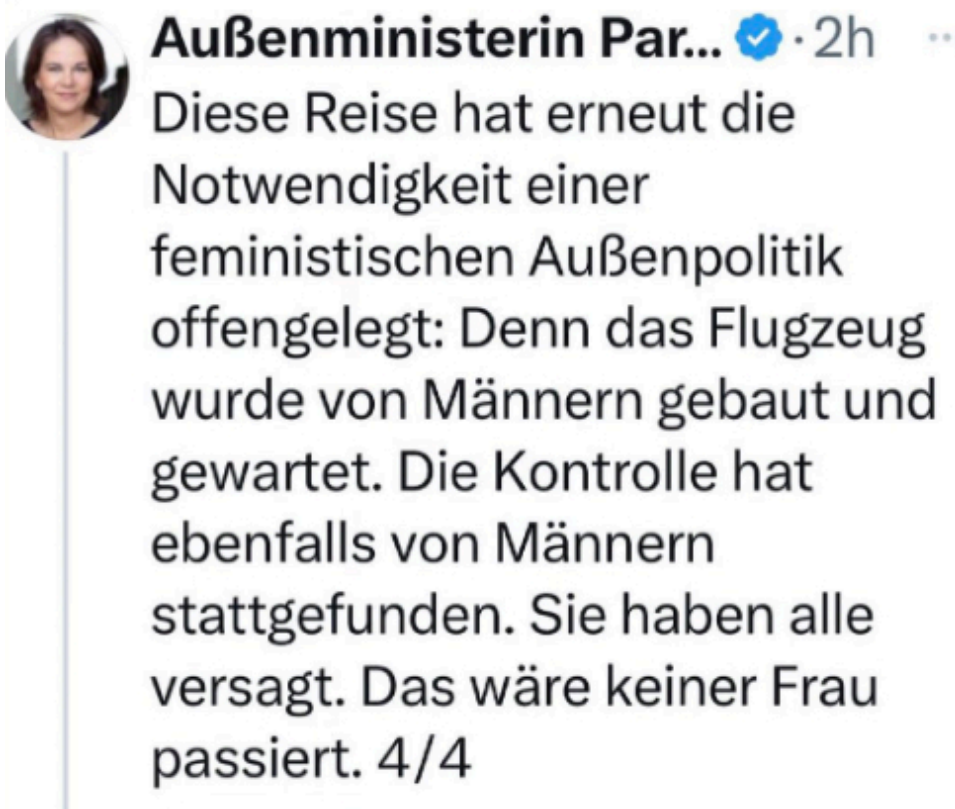 Außenministerin Par... · 2h ..
Diese Reise hat erneut die
Notwendigkeit einer
feministischen Außenpolitik
offengelegt: Denn das Flugzeug
wurde von Männern gebaut und
gewartet. Die Kontrolle hat
ebenfalls von Männern
stattgefunden. Sie haben alle
versagt. Das wäre keiner Frau
passiert. 4/4